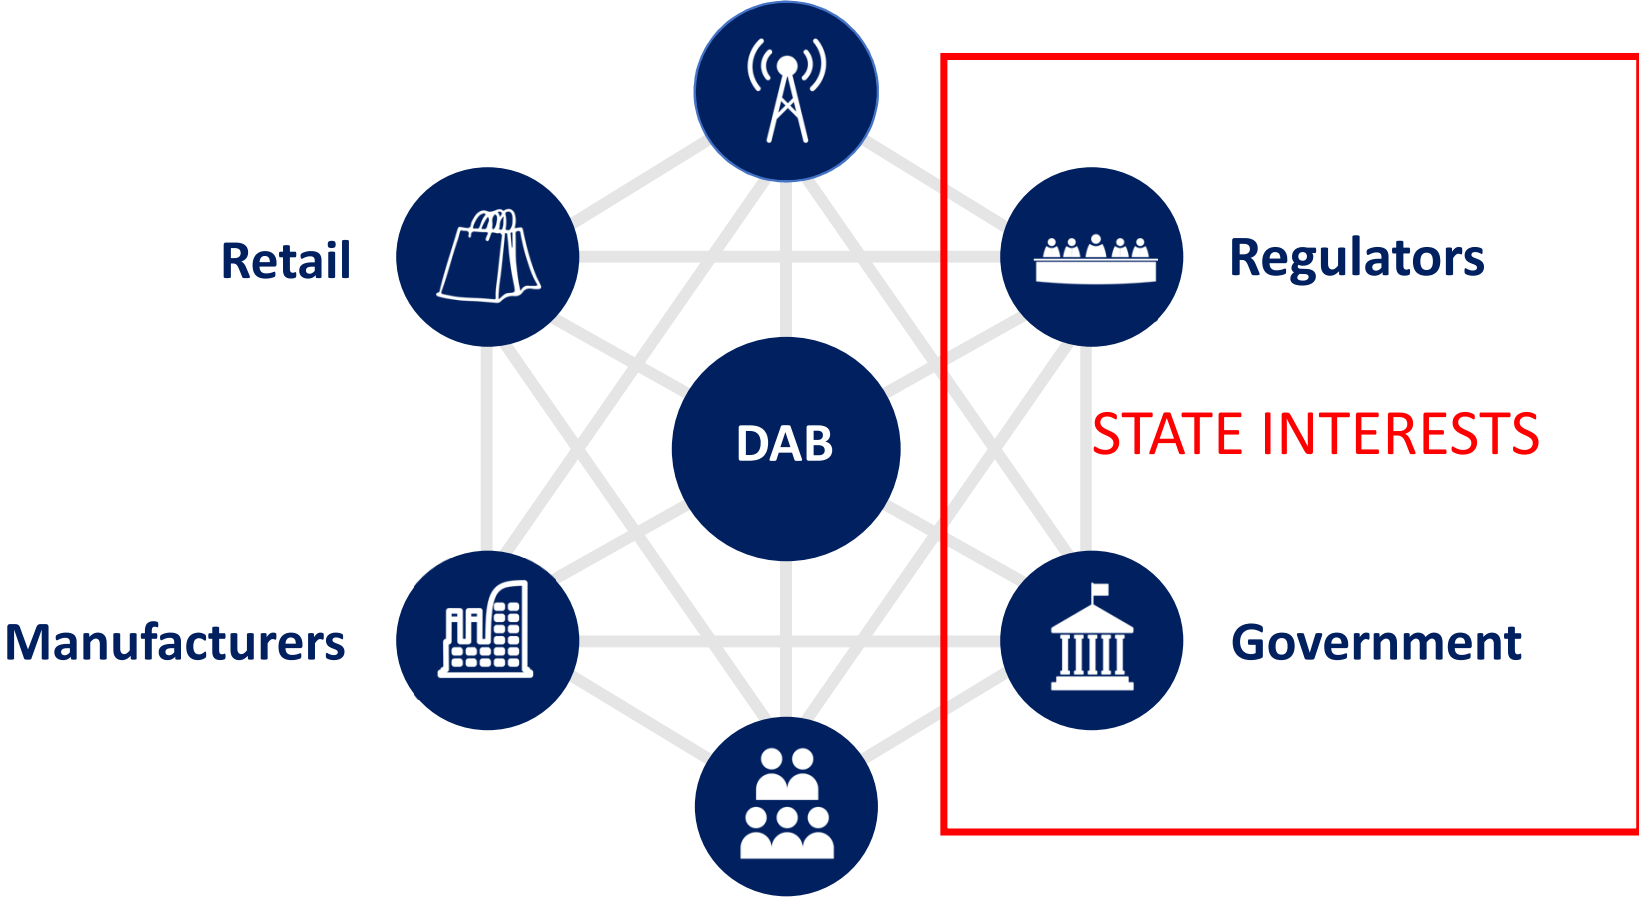 Retail
Regulators
DAB
STATE INTERESTS
Manufacturers
Government